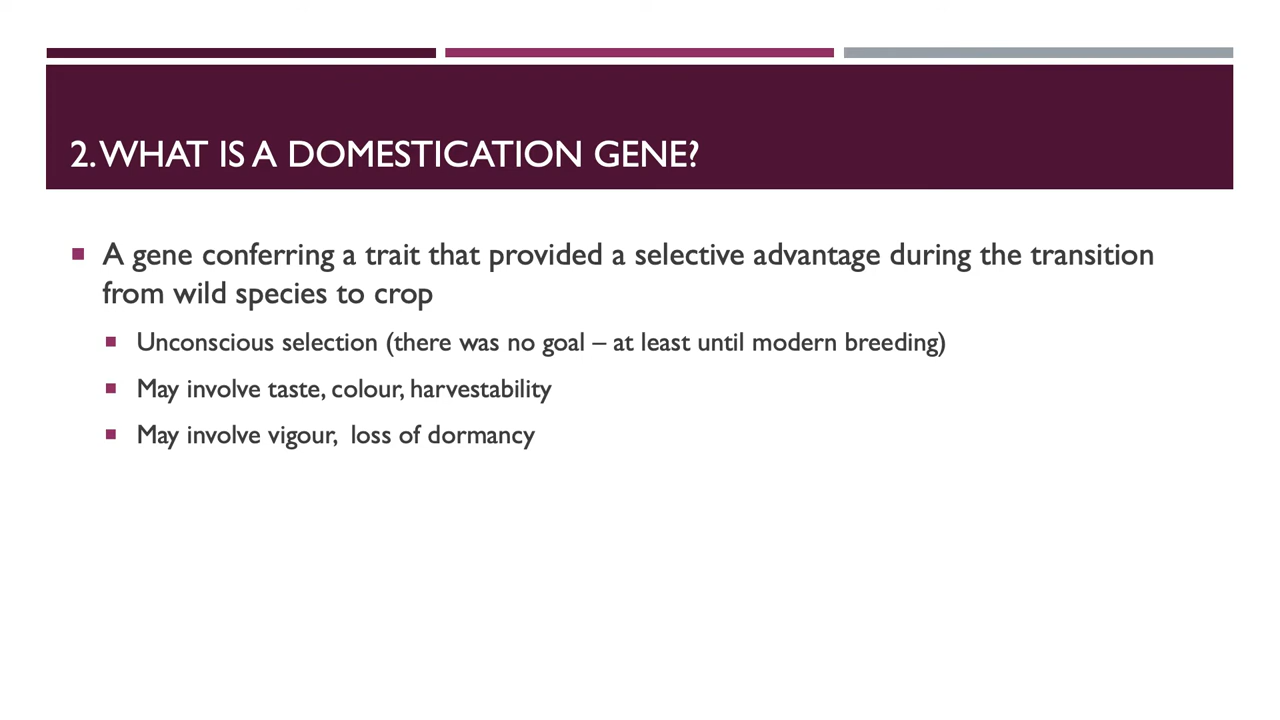 2. WHAT IS A DOMESTICATION GENE?
A gene conferring a trait that provided a selective advantage during the transition
from wild species to crop
Unconscious selection (there was no goal – at least until modern breeding)
May involve taste, colour, harvestability
May involve vigour,  loss of dormancy